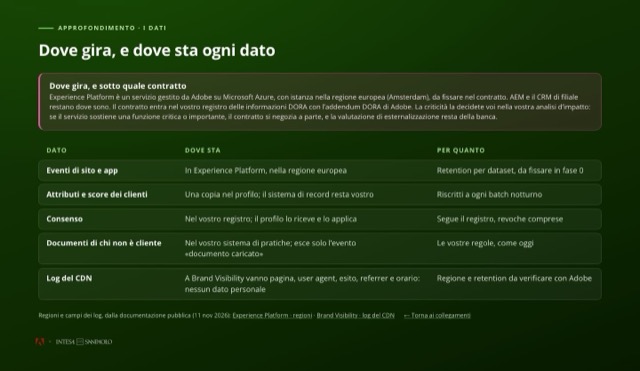 APPROFONDIMENTO · I DATI
Dove gira, e dove sta ogni dato
Dove gira, e sotto quale contratto
Experience Platform è un servizio gestito da Adobe su Microsoft Azure, con istanza nella regione europea (Amsterdam), da fissare nel contratto. AEM e il CRM di filiale
restano dove sono. Il contratto entra nel vostro registro delle informazioni DORA con l'addendum DORA di Adobe. La criticità la decidete voi nella vostra analisi d'impatto:
se il servizio sostiene una funzione critica o importante, il contratto si negozia a parte, e la valutazione di esternalizzazione resta della banca.
DATO DOVE STA PER QUANTO
Eventi di sito e app In Experience Platform, nella regione europea Retention per dataset, da fissare in fase 0
Attributi e score dei clienti Una copia nel profilo; il sistema di record resta vostro Riscritti a ogni batch notturno
Consenso Nel vostro registro; il profilo lo riceve e lo applica Segue il registro, revoche comprese
Documenti di chi non è cliente Nel vostro sistema di pratiche; esce solo l'evento Le vostre regole, come oggi
«documento caricato»
Log del CDN A Brand Visibility vanno pagina, user agent, esito, referrer e orario: Regione e retention da verificare con Adobe
nessun dato personale
Regioni e campi dei log, dalla documentazione pubblica (11 nov 2026): Experience Platform · regioni · Brand Visibility · log del CDN ← Torna ai collegamenti
INTESA SANPAOLO